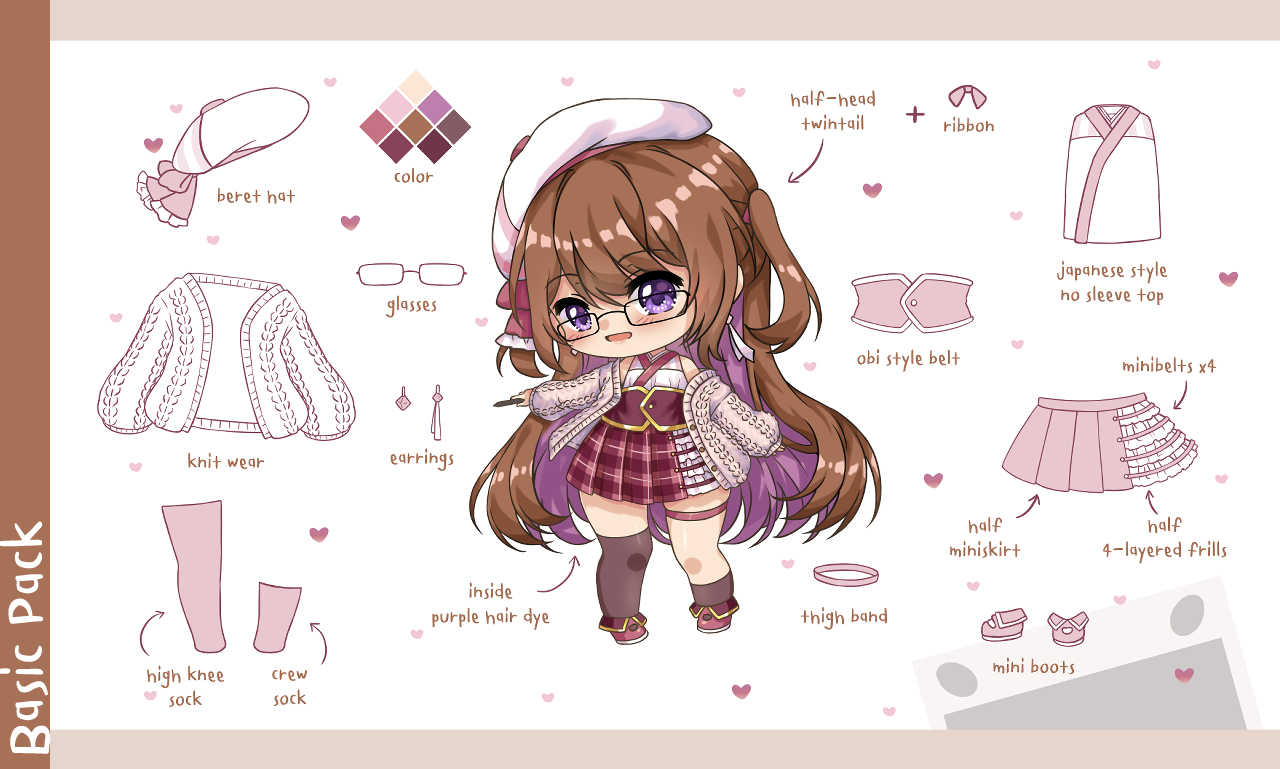 Basic Pack
beret hat
color
half-head
twintail
+
ribbon
japanese style
no sleeve top
glasses
obi style belt
knit wear
earrings
minibelts x4
half
miniskirt
half
4-layered frills
inside
purple hair dye
thigh band
high knee
sock
crew
sock
mini boots